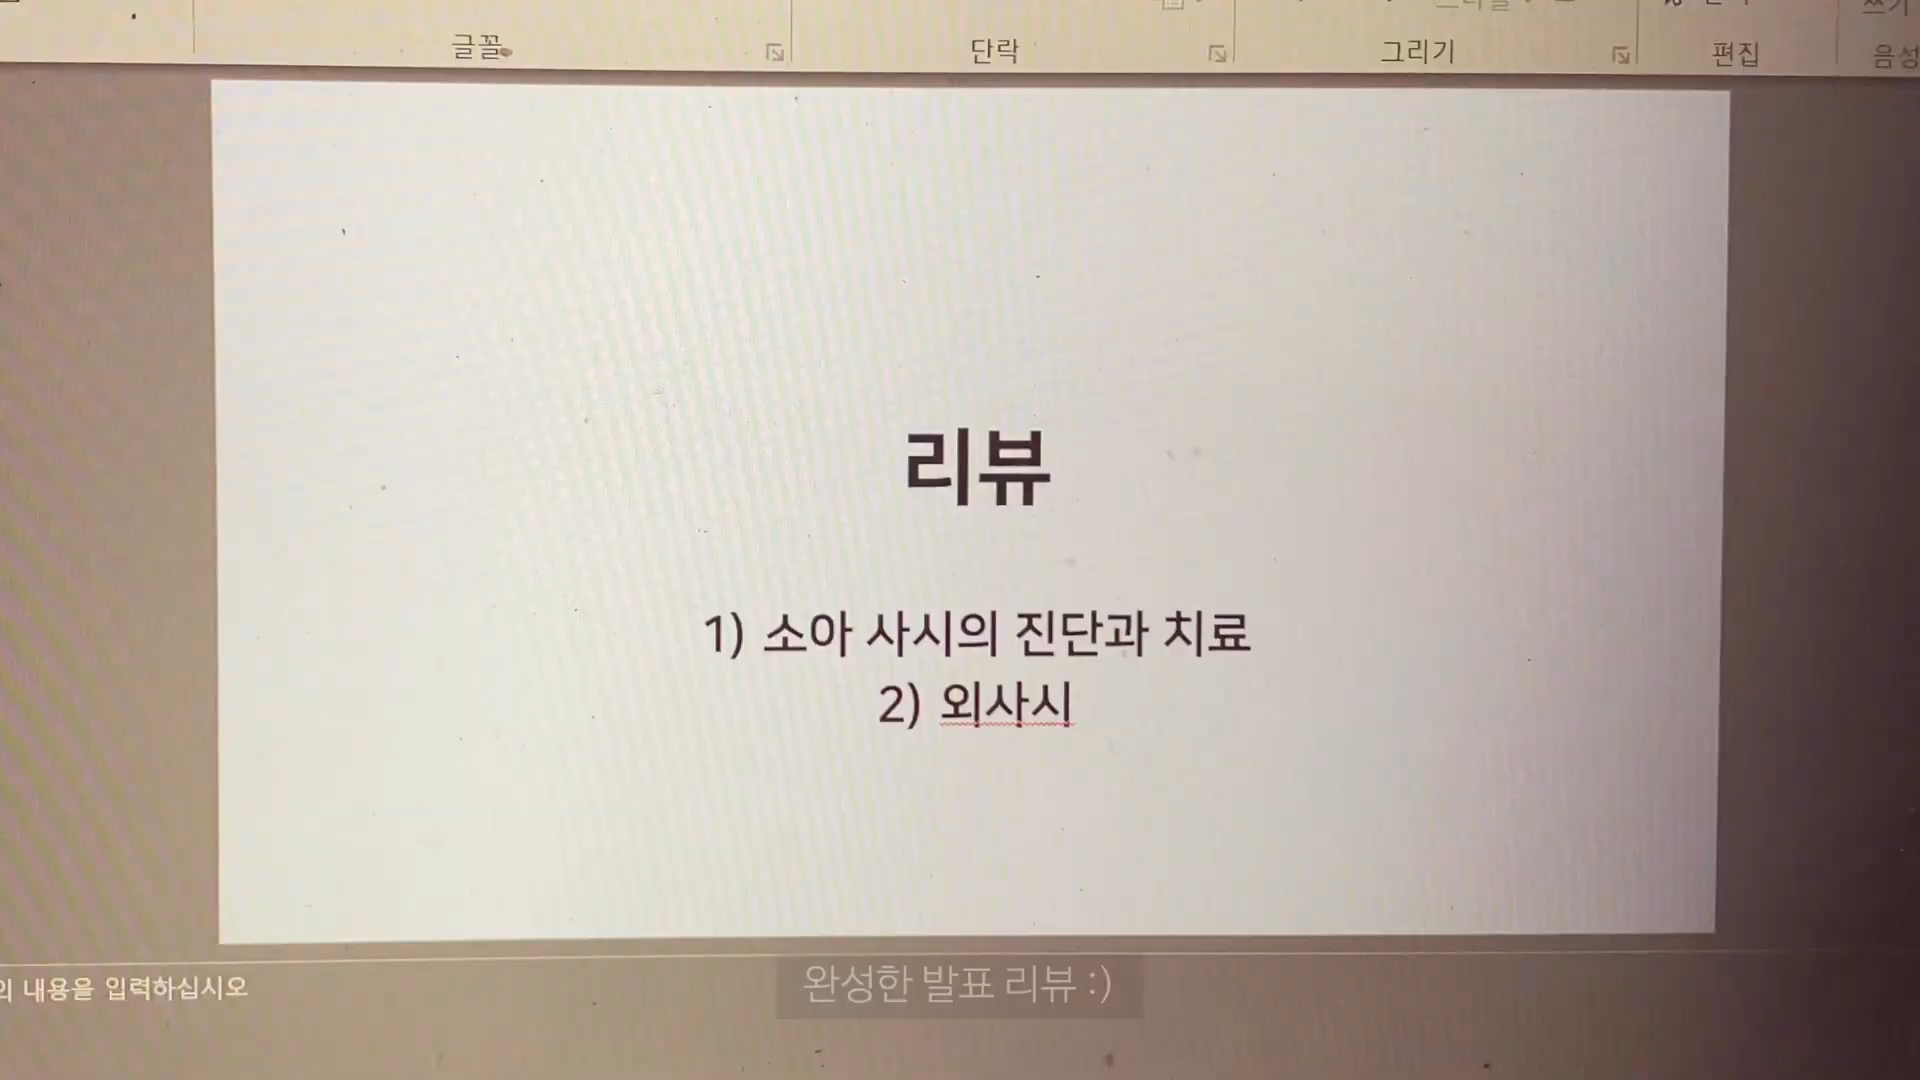 글꼴
단락
그리기
편집
음성
리뷰
1) 소아 사시의 진단과 치료
2) 외사시
의 내용을 입력하십시오
완성한 발표 리뷰 :)